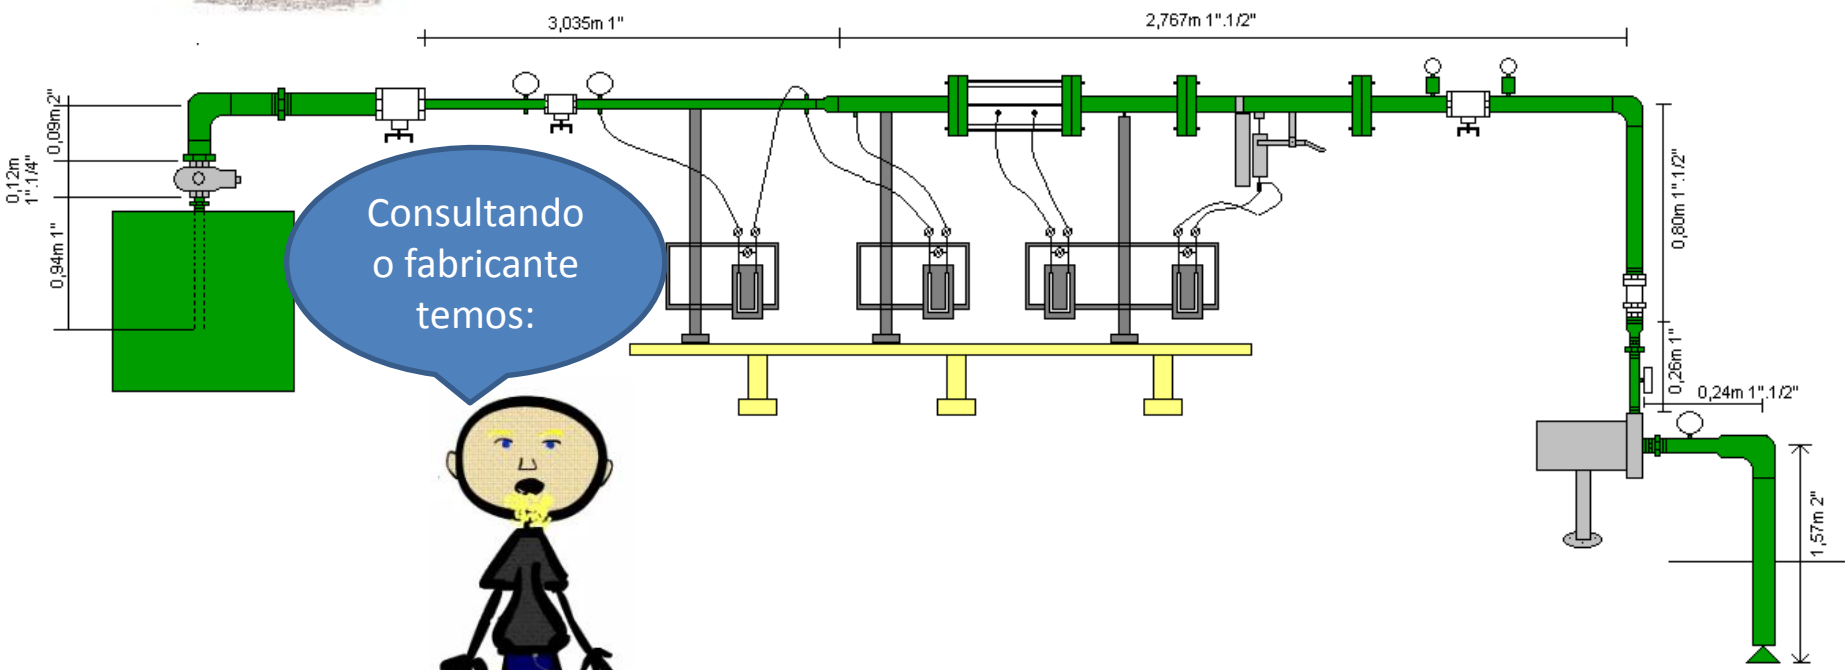 3,035m 1"
2,767m 1".1/2"
0,09m 2"
0,12m
1".1/4"
0,94m 1"
Consultando
o fabricante
temos:
0,80m 1".1/2"
0,26m 1"
0,24m 1".1/2"
1,57m 2"